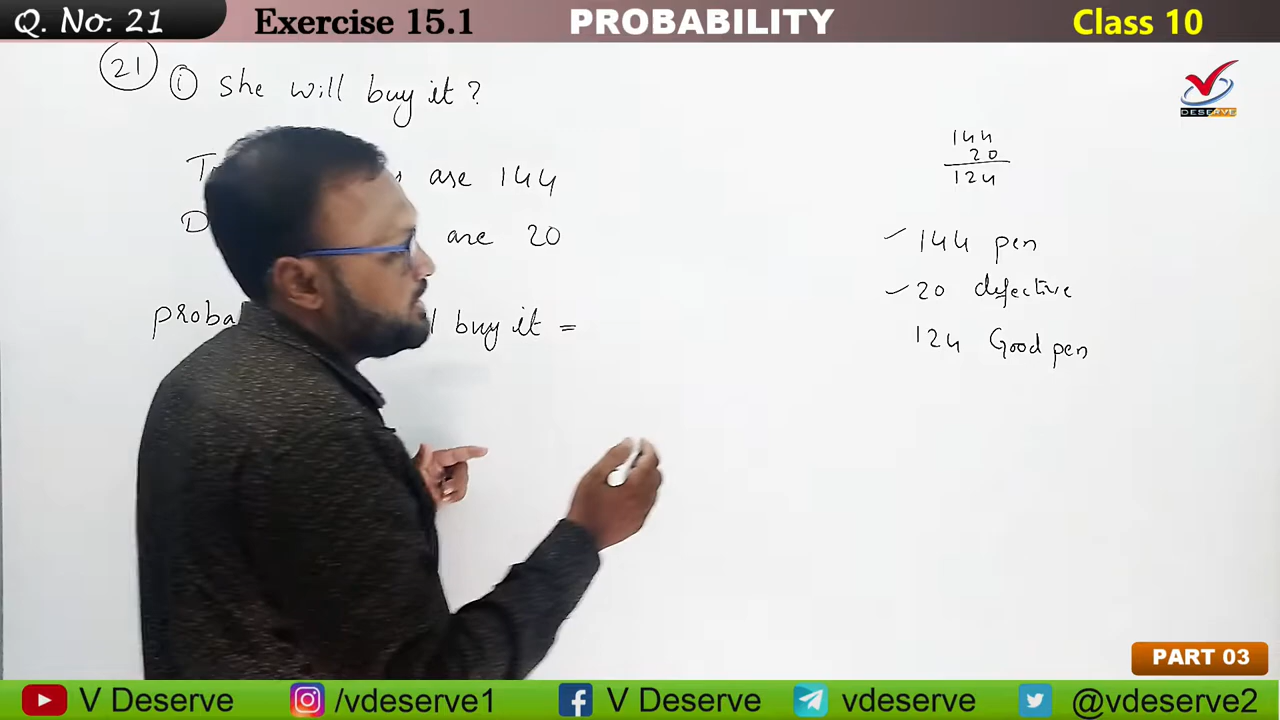 Q. No. 21 Exercise 15.1 PROBABILITY Class 10
21 i She will buy it ?
are 144
are 20
buy it =
144
20
124
144 pen
20 defective
124 Good pen
DESERVE
PART 03
V Deserve /vdeserve1 V Deserve vdeserve @vdeserve2